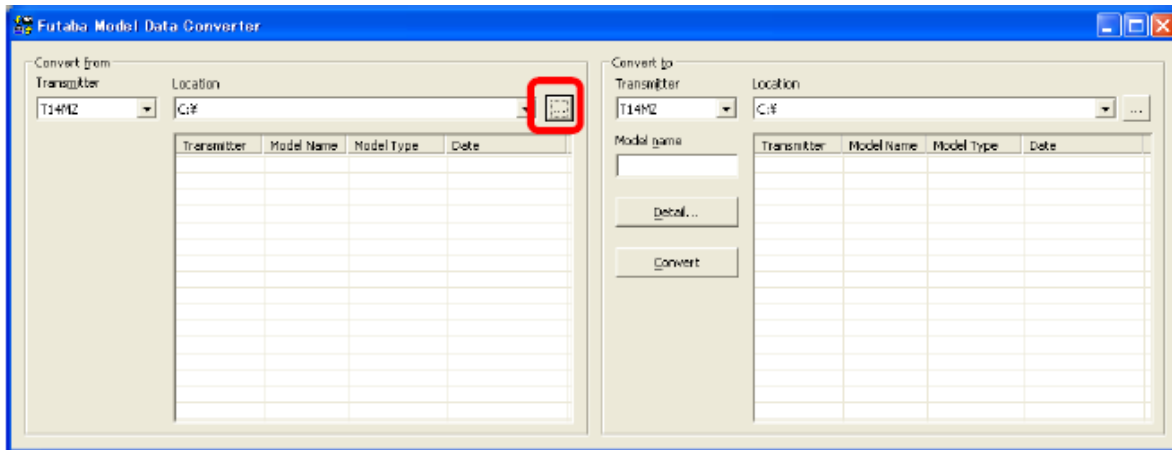 Futaba Model Data Converter
Convert from
Transmitter
Location
T14MZ
C:¥
...
Transmitter Model Name Model Type Date
Convert to
Transmitter
Location
T14MZ
C:¥
...
Model name
Transmitter Model Name Model Type Date
Detail...
Convert